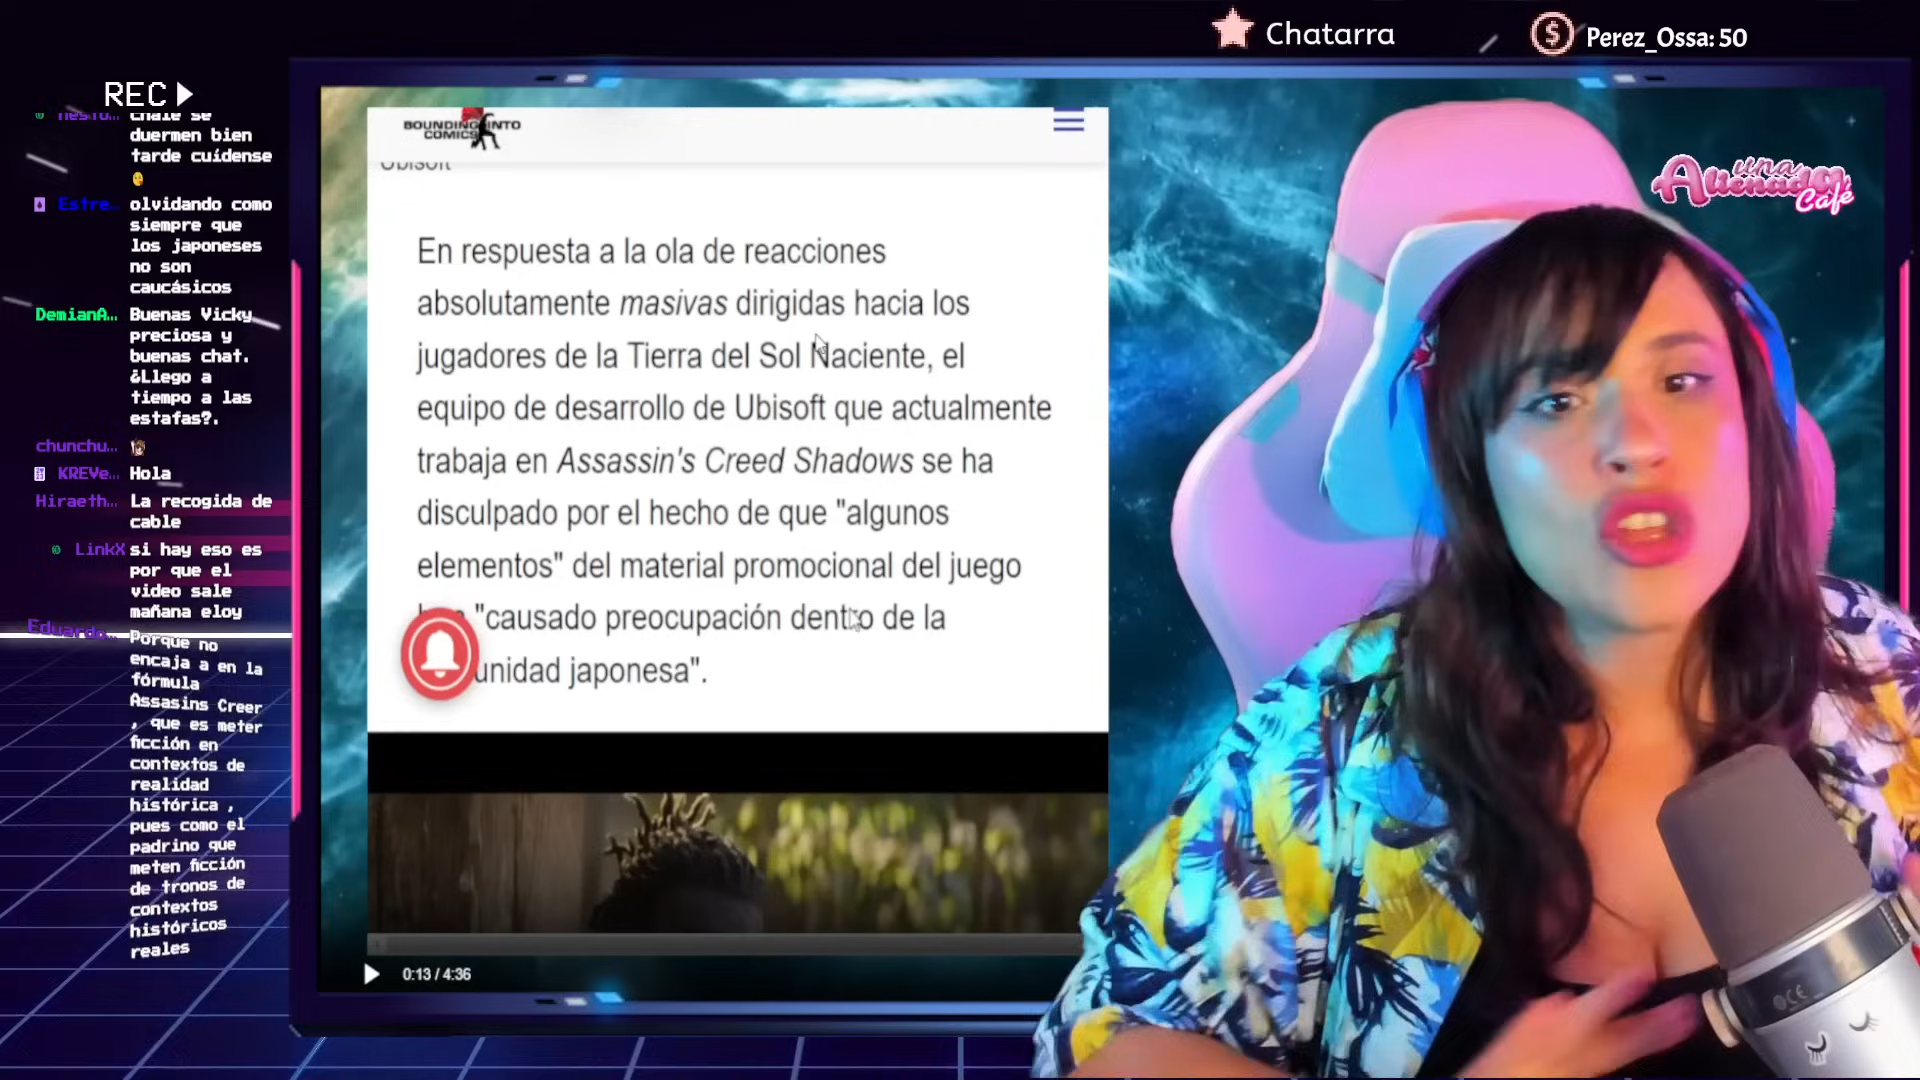 Chatarra
Perez_Ossa: 50
REC
chale se
duermen bien
tarde cuídense
Estre... olvidando como
siempre que
los japoneses
no son
caucásicos
DemianA... Buenas Vicky
preciosa y
buenas chat.
¿Llego a
tiempo a las
estafas?.
chunchu...
KREVe... Hola
Hiraeth... La recogida de
cable
LinkX si hay eso es
por que el
video sale
mañana eloy
Eduardo... Porque no
encaja a en la
fórmula
Assasins Creer
, que es meter
ficción en
contextos de
realidad
histórica ,
pues como el
padrino que
meten ficción
de tronos de
contextos
históricos
reales
BOUNDING INTO
COMICS
Ubisoft
En respuesta a la ola de reacciones
absolutamente masivas dirigidas hacia los
jugadores de la Tierra del Sol Naciente, el
equipo de desarrollo de Ubisoft que actualmente
trabaja en Assassin's Creed Shadows se ha
disculpado por el hecho de que "algunos
elementos" del material promocional del juego
"causado preocupación dentro de la
unidad japonesa".
0:13 / 4:36
una
Alienada
Café